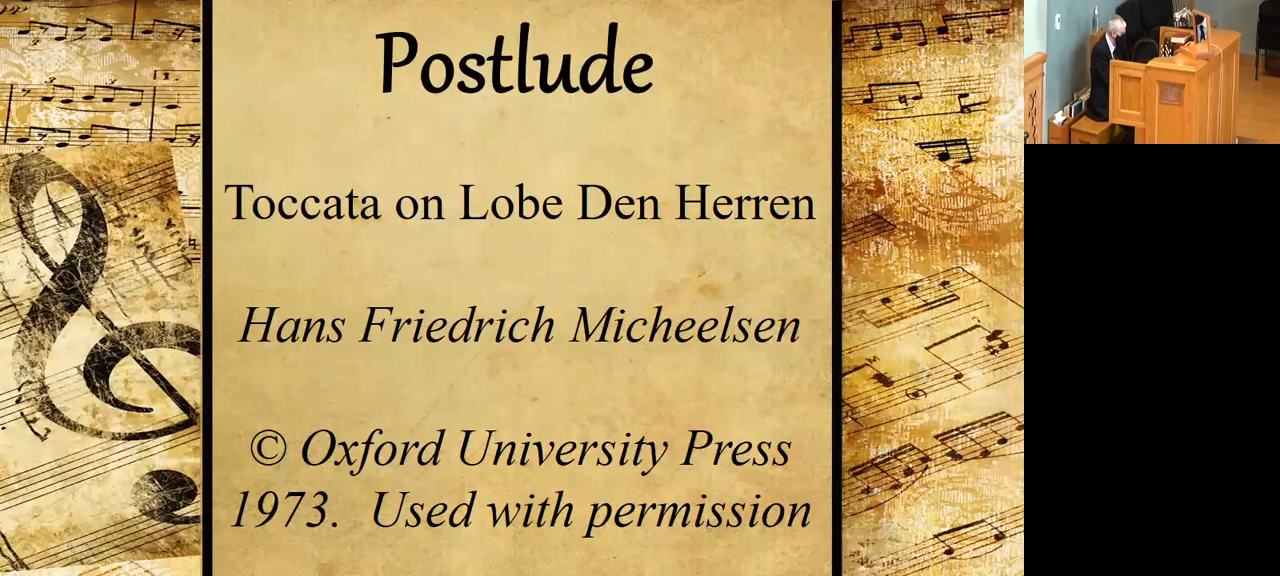 Postlude
Toccata on Lobe Den Herren
Hans Friedrich Micheelsen
© Oxford University Press
1973. Used with permission